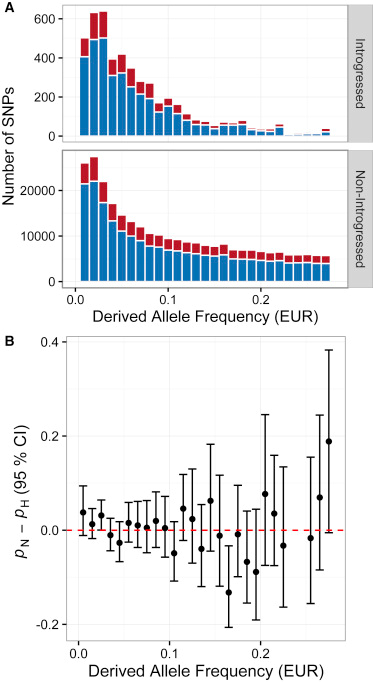 A
Number of SNPs
600
400
200
0
Introgressed
20000
10000
0
Non-Introgressed
0.0 0.1 0.2
Derived Allele Frequency (EUR)
B
pN − pH (95 % CI)
0.4
0.2
0.0
-0.2
0.0 0.1 0.2
Derived Allele Frequency (EUR)